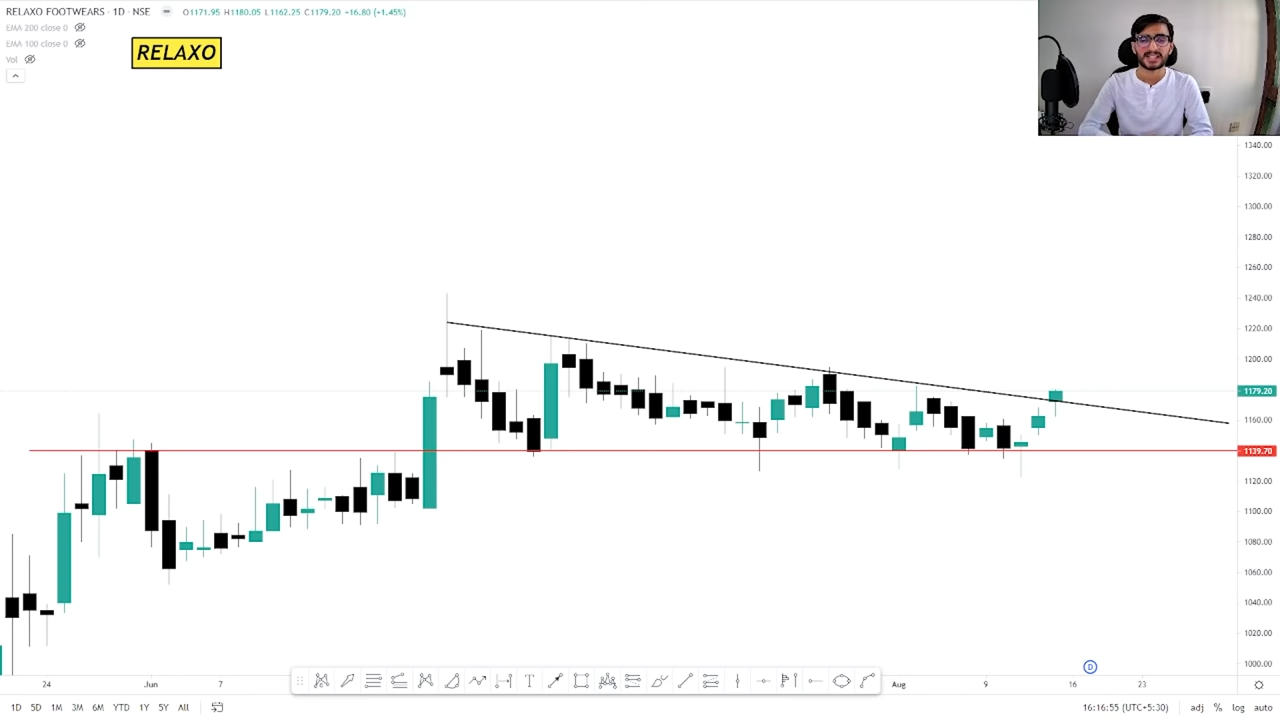 RELAXO FOOTWEARS · 1D · NSE O1171.95 H1180.05 L1162.25 C1179.20 +16.80 (+1.45%)
EMA 200 close 0
EMA 100 close 0
Vol
RELAXO
1340.00
1320.00
1300.00
1280.00
1260.00
1240.00
1220.00
1200.00
1179.20
1160.00
1139.70
1120.00
1100.00
1080.00
1060.00
1040.00
1020.00
1000.00
D
24 Jun 7 Aug 9 16 23
T
1D 5D 1M 3M 6M YTD 1Y 5Y All 16:16:55 (UTC+5:30) adj % log auto